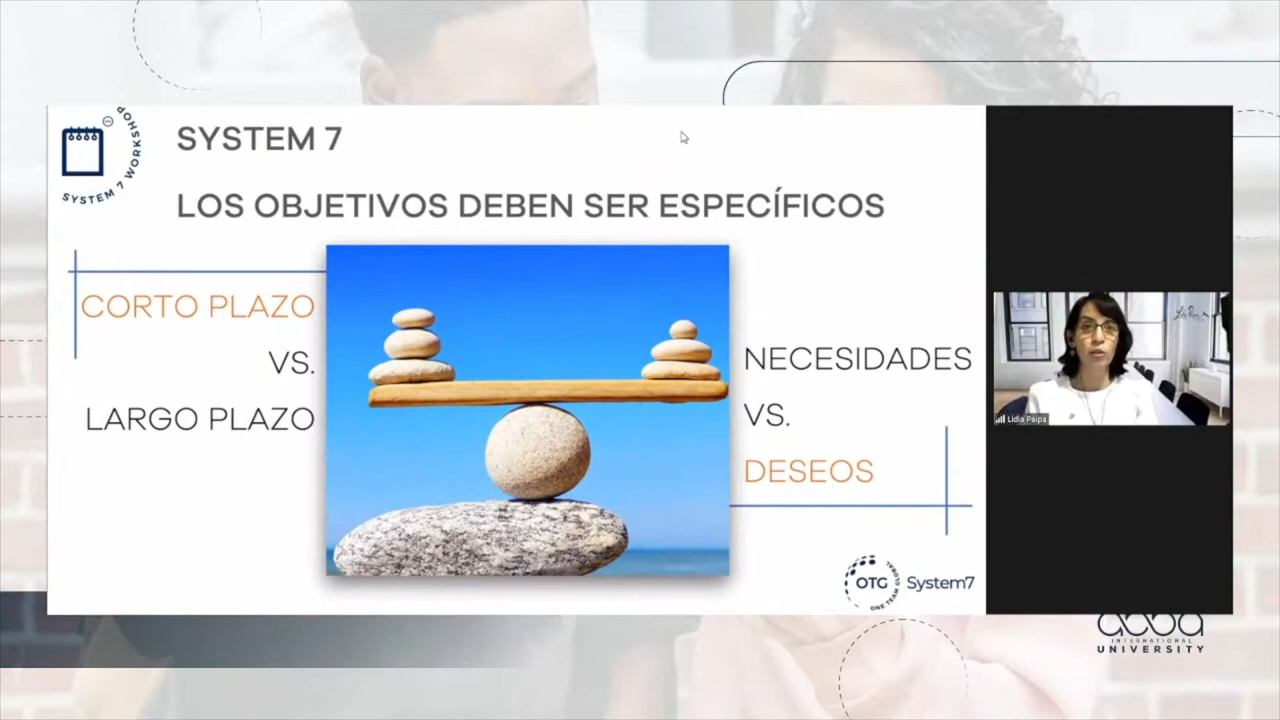 SYSTEM 7 WORKSHOP
SYSTEM 7
LOS OBJETIVOS DEBEN SER ESPECÍFICOS
CORTO PLAZO
VS.
LARGO PLAZO
NECESIDADES
VS.
DESEOS
Lidia Paipa
OTG System7
ONE TEAM GLOBAL
INTERNATIONAL
UNIVERSITY